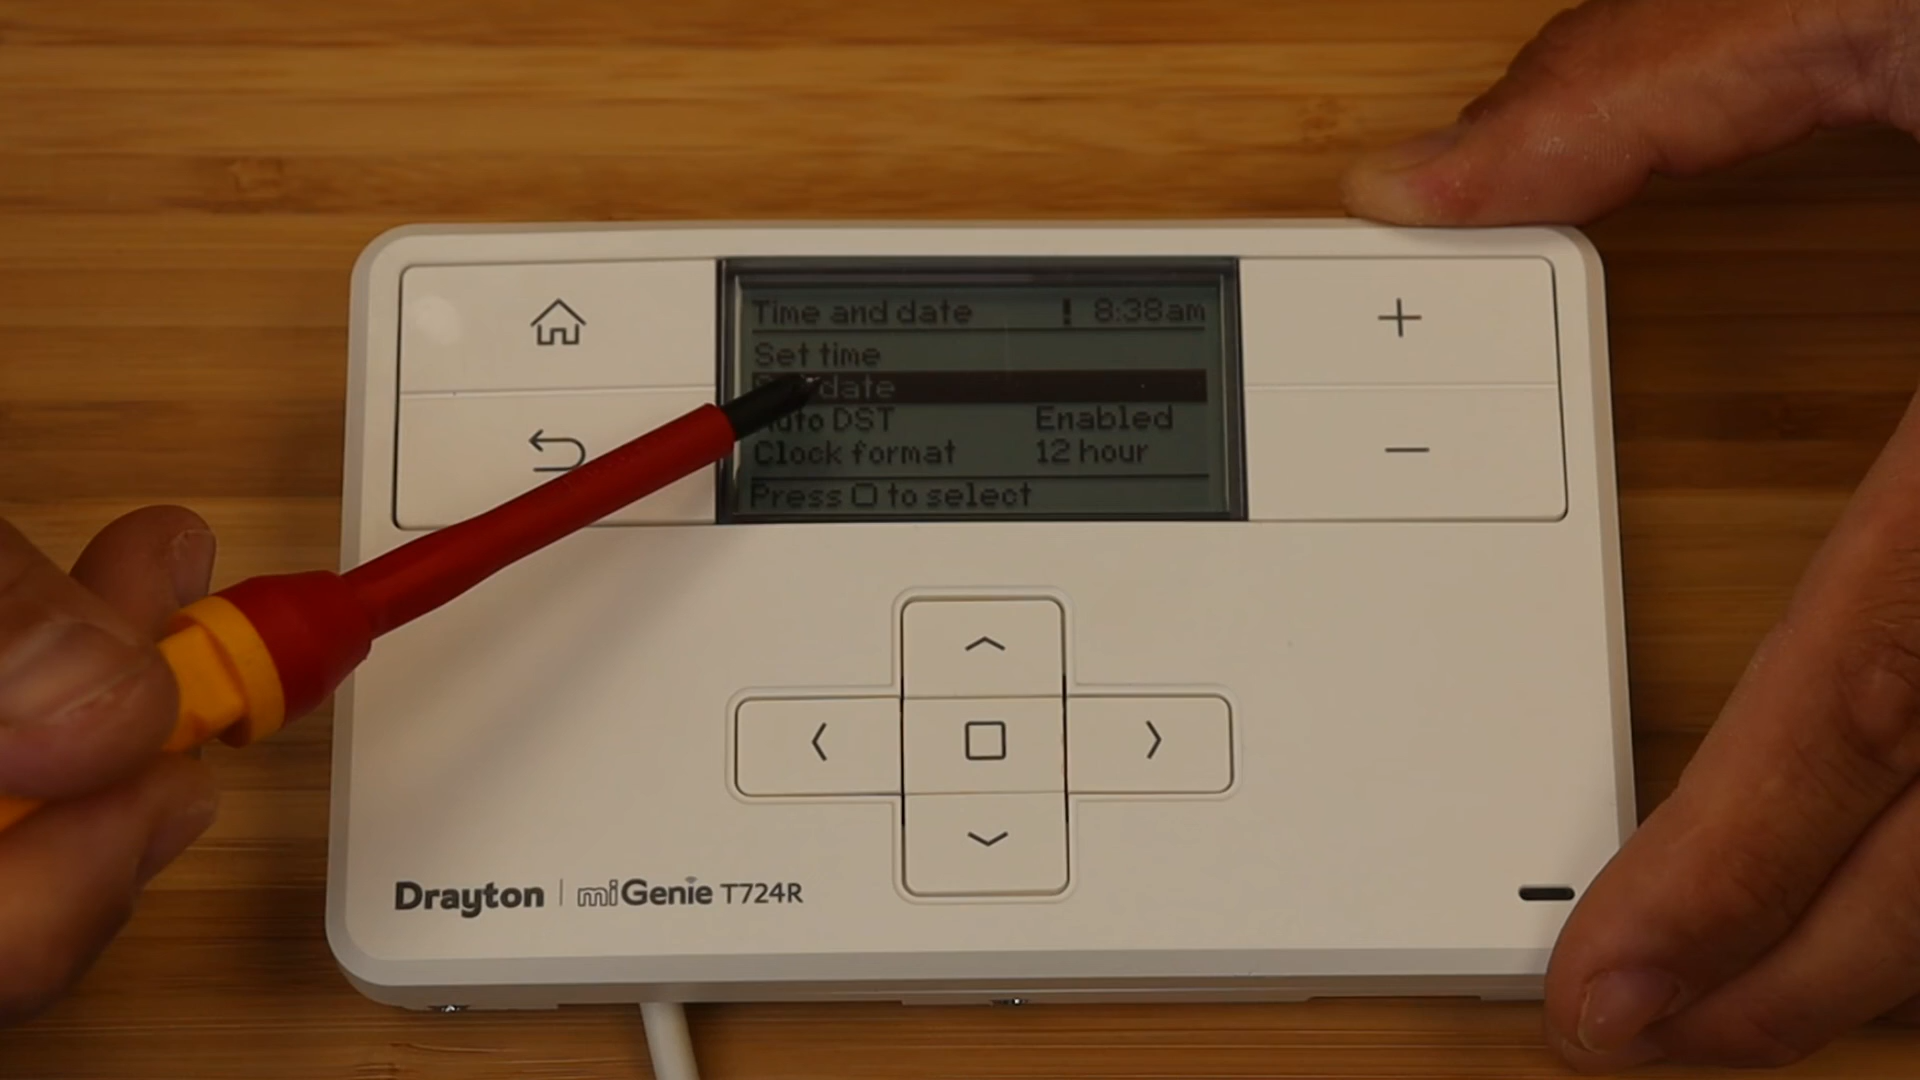 Time and date ! 8:38am
Set time
date
Auto DST Enabled
Clock format 12 hour
Press □ to select
Drayton | miGenie T724R